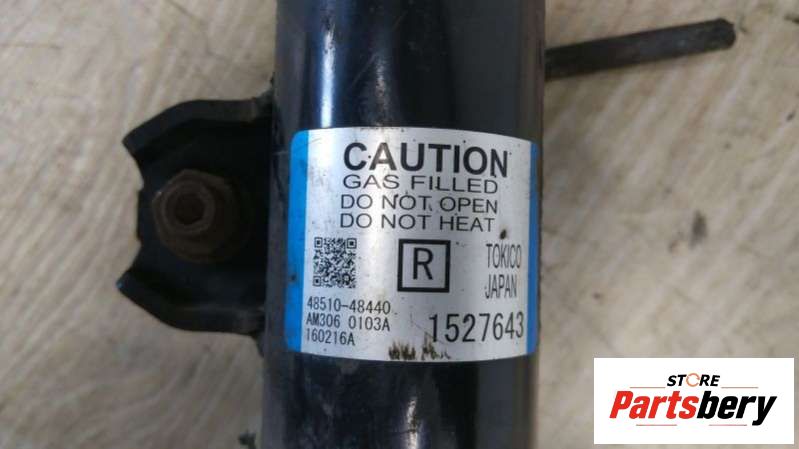 CAUTION
GAS FILLED
DO NOT OPEN
DO NOT HEAT
R
TOKICO
JAPAN
48510-48440
AM306 0103A
160216A
1527643
STORE
Partsbery